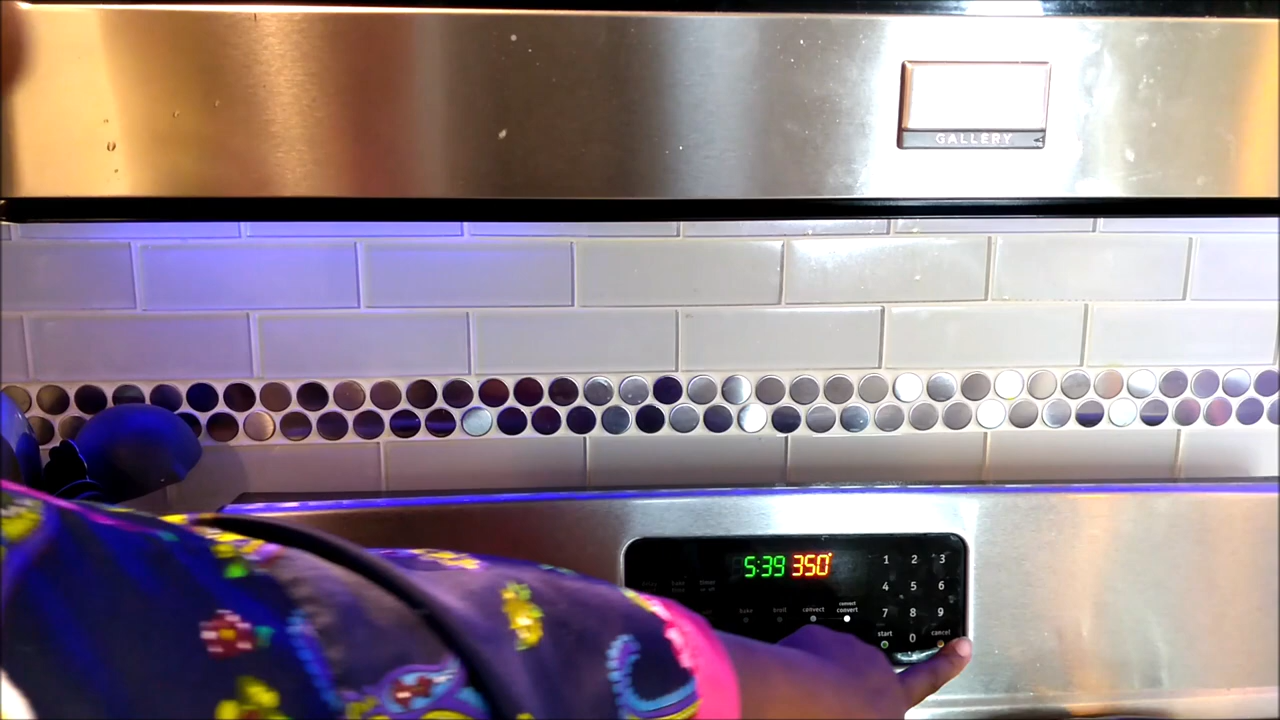 GALLERY
5:39 350°
1 2 3
4 5 6
7 8 9
0
bake broil convect convect convert
start cancel
timer